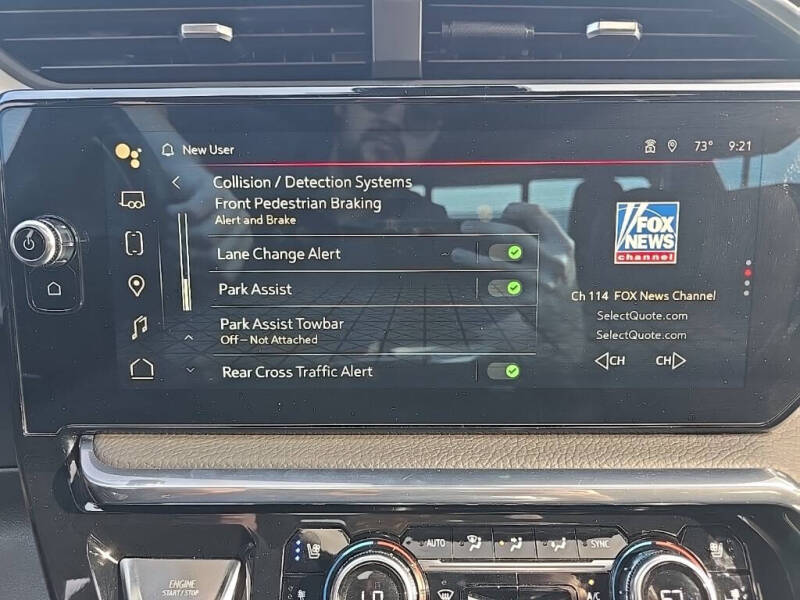 New User
73° 9:21
Collision / Detection Systems
Front Pedestrian Braking
Alert and Brake
Lane Change Alert
Park Assist
Park Assist Towbar
Off – Not Attached
Rear Cross Traffic Alert
FOX
NEWS
channel
Ch 114 FOX News Channel
SelectQuote.com
SelectQuote.com
CH CH
AUTO SYNC
A/C
ENGINE
START/STOP
LO